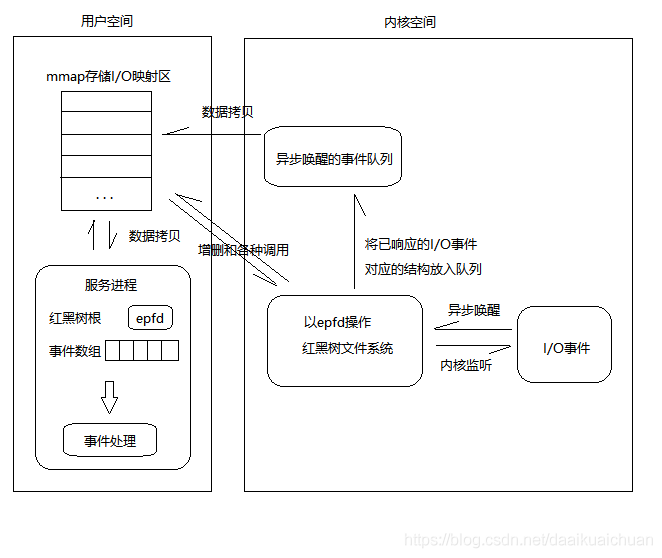 用户空间
内核空间
mmap存储I/O映射区
数据拷贝
异步唤醒的事件队列
...
数据拷贝
增删和各种调用
将已响应的I/O事件
对应的结构放入队列
服务进程
红黑树根
epfd
事件数组
事件处理
以epfd操作
红黑树文件系统
异步唤醒
内核监听
I/O事件
https://blog.csdn.net/daaikuaichuan